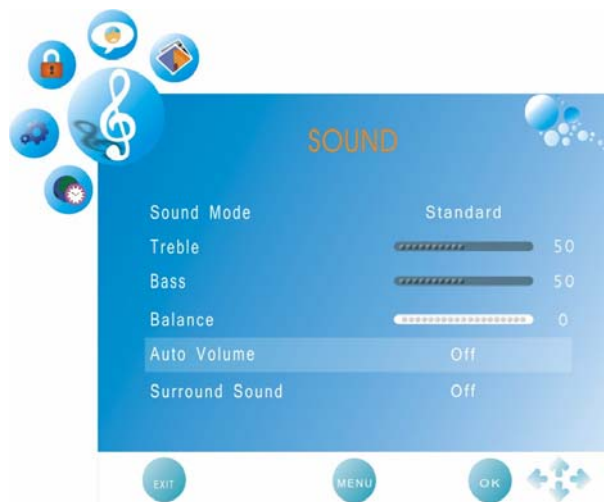 SOUND
Sound Mode Standard
Treble 50
Bass 50
Balance 0
Auto Volume Off
Surround Sound Off
EXIT MENU OK